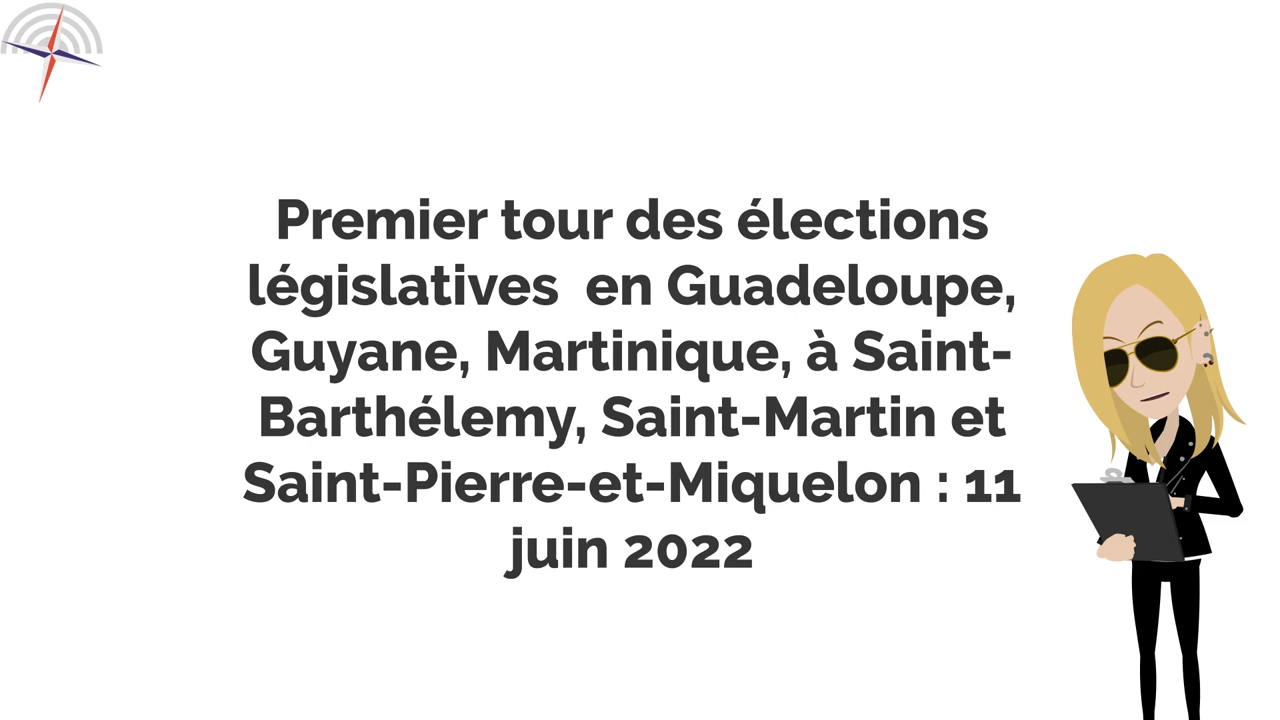 Premier tour des élections
législatives  en Guadeloupe,
Guyane, Martinique, à Saint-
Barthélemy, Saint-Martin et
Saint-Pierre-et-Miquelon : 11
juin 2022